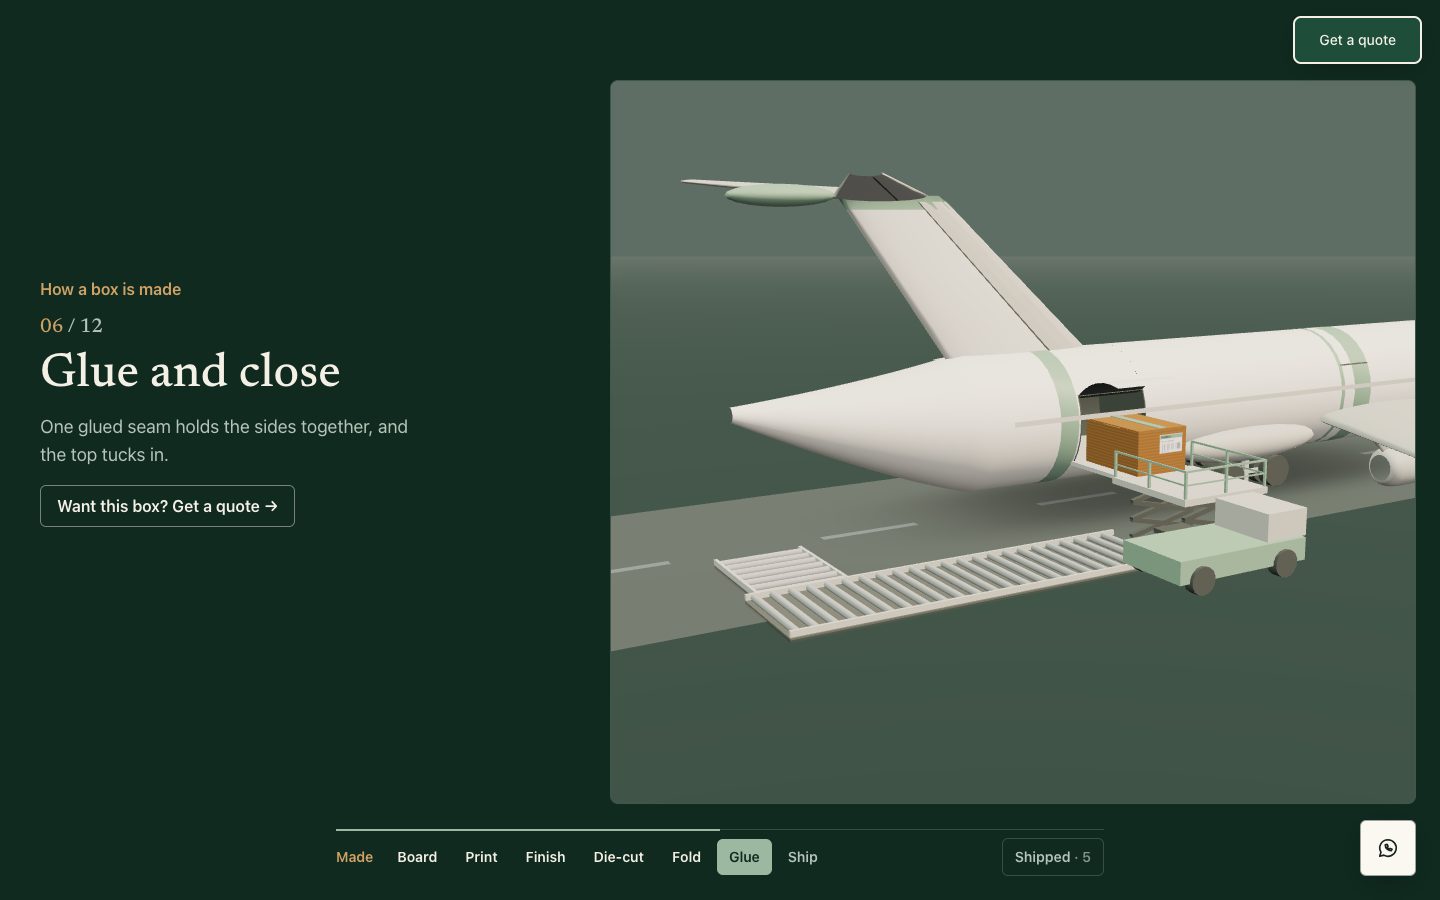 Get a quote
How a box is made
06 / 12
Glue and close
One glued seam holds the sides together, and
the top tucks in.
Want this box? Get a quote →
Made Board Print Finish Die-cut Fold Glue Ship Shipped · 5